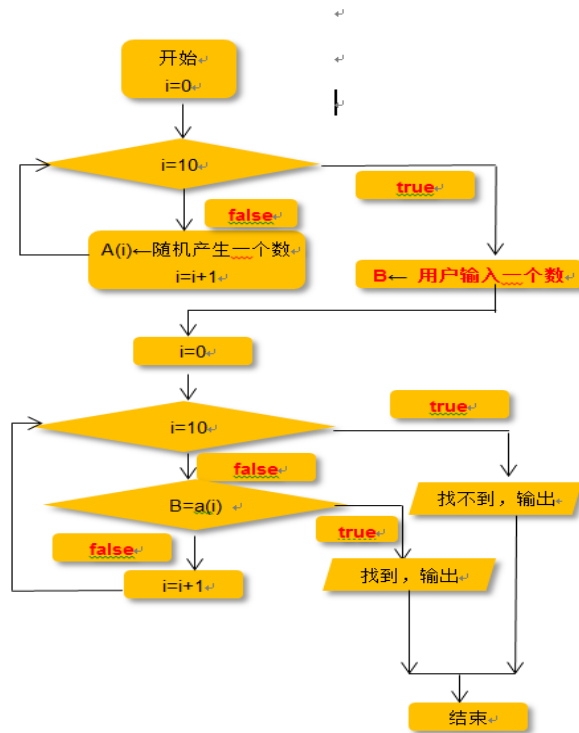 开始
i=0
i=10
true
false
A(i)←随机产生一个数
i=i+1
B← 用户输入一个数
i=0
i=10
true
false
B=a(i)
找不到，输出
true
false
找到，输出
i=i+1
结束